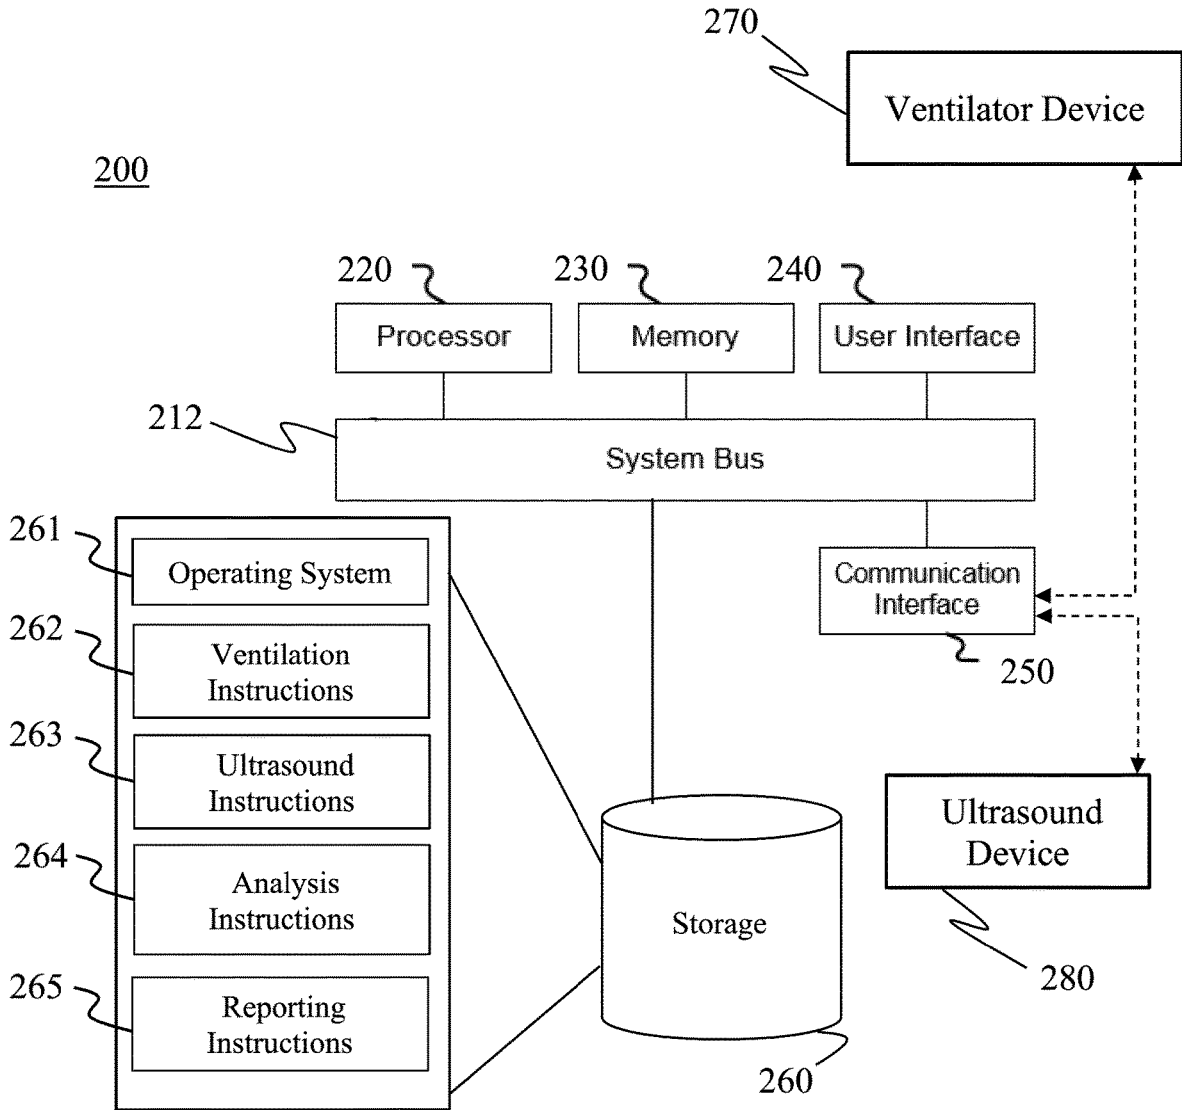 270
Ventilator Device
200
220
230
240
Processor
Memory
User Interface
212
System Bus
261
Operating System
Communication
Interface
262
Ventilation
Instructions
250
263
Ultrasound
Instructions
Ultrasound
Device
264
Analysis
Instructions
Storage
280
265
Reporting
Instructions
260